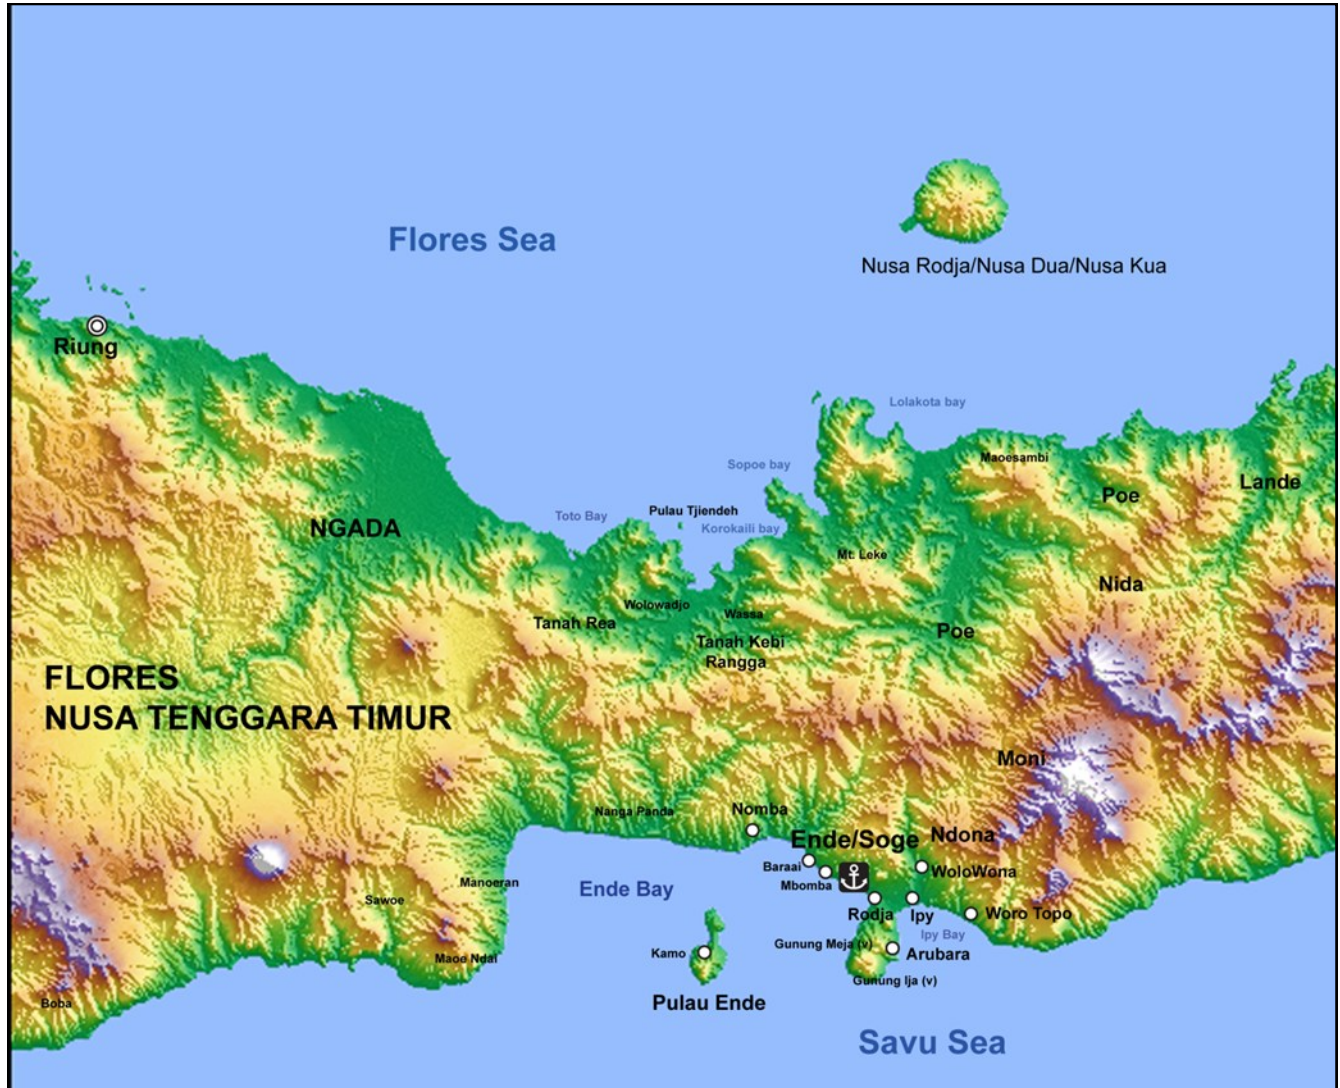 Flores Sea
Nusa Rodja/Nusa Dua/Nusa Kua
Riung
Lolakota bay
Maoesambi
Sopoe bay
Lande
Poe
Pulau Tjiendeh
Toto Bay
Korokaili bay
NGADA
Mt. Leke
Nida
Wolowadjo
Wassa
Tanah Rea
Poe
Tanah Kebi
Rangga
FLORES
NUSA TENGGARA TIMUR
Moni
Nanga Panda
Nomba
Ende/Soge
Ndona
Baraai
WoloWona
Mbomba
Manoeran
Ende Bay
Sawoe
Rodja
Ipy
Woro Topo
Ipy Bay
Gunung Meja (v)
Arubara
Kamo
Maoe Ndai
Gunung Ija (v)
Boba
Pulau Ende
Savu Sea